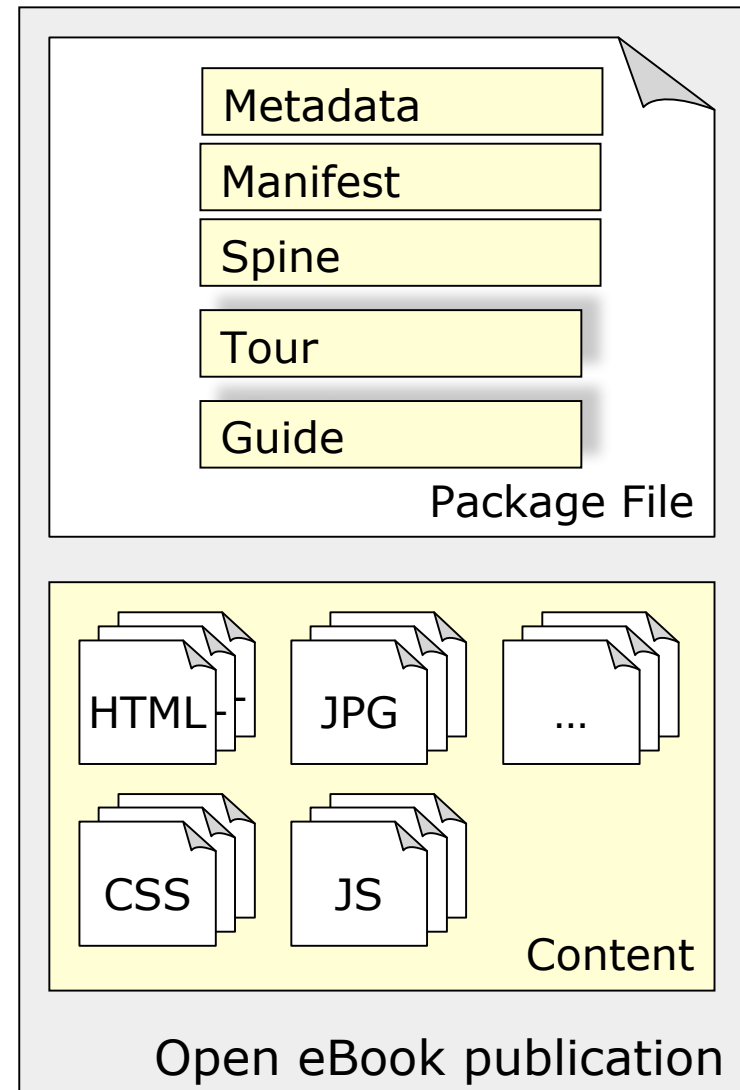 Metadata
Manifest
Spine
Tour
Guide
Package File
HTML
JPG
...
CSS
JS
Content
Open eBook publication